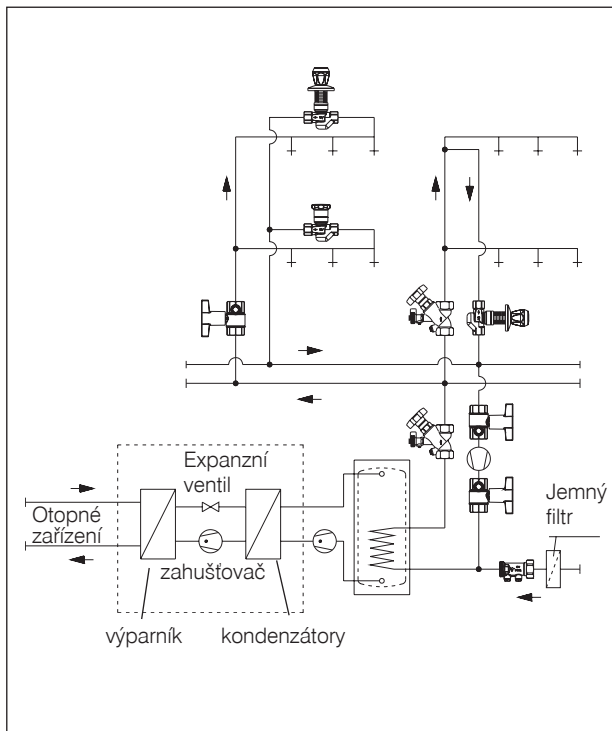 Expanzní
ventil
Jemný
filtr
Otopné
zařízení
zahušťovač
výparník
kondenzátory